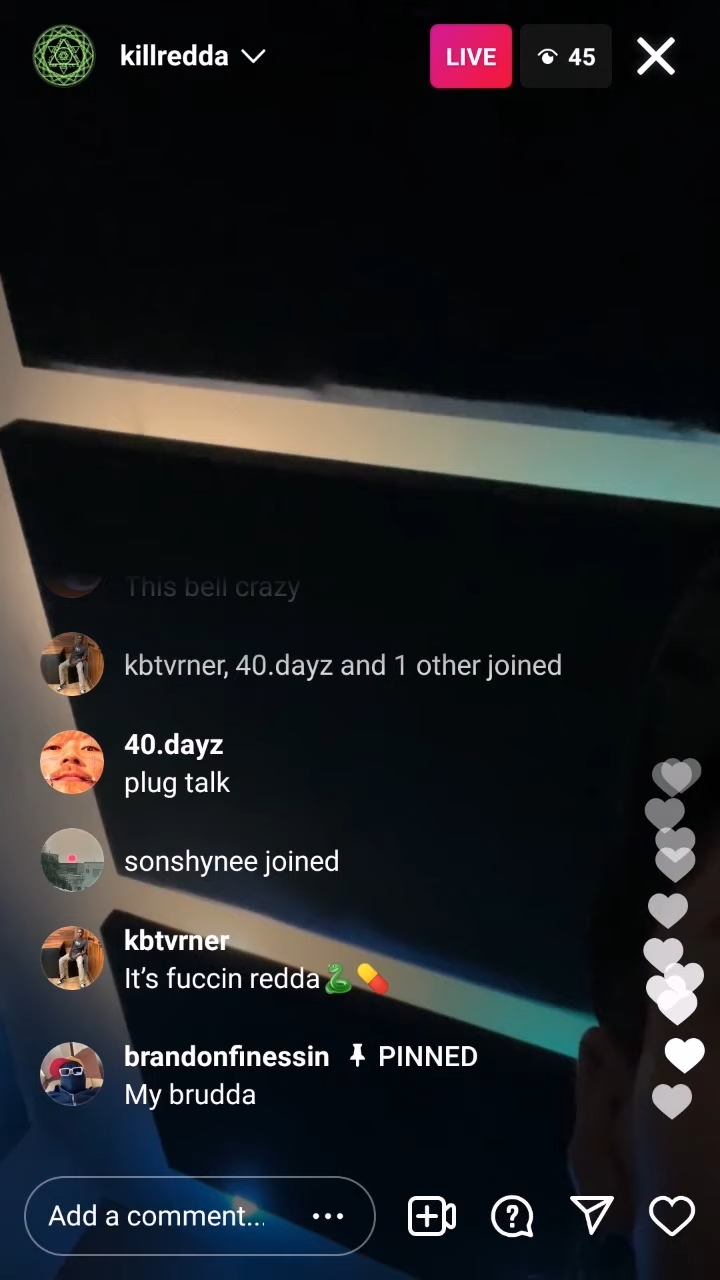 killredda
LIVE
45
This bell crazy
kbtvrner, 40.dayz and 1 other joined
40.dayz
plug talk
sonshynee joined
kbtvrner
It's fuccin redda🐍💊
brandonfinessin PINNED
My brudda
Add a comment...